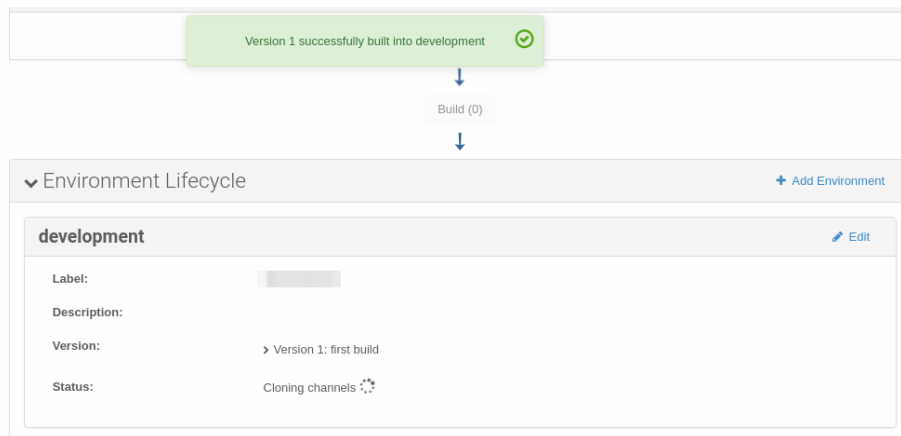 Version 1 successfully built into development
Build (0)
Environment Lifecycle
Add Environment
development
Edit
Label:
Description:
Version:
Version 1: first build
Status:
Cloning channels